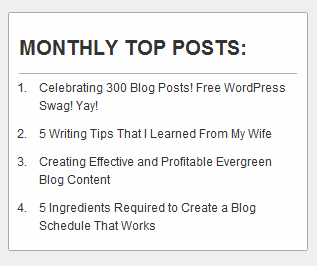 MONTHLY TOP POSTS:
1. Celebrating 300 Blog Posts! Free WordPress
Swag! Yay!
2. 5 Writing Tips That I Learned From My Wife
3. Creating Effective and Profitable Evergreen
Blog Content
4. 5 Ingredients Required to Create a Blog
Schedule That Works